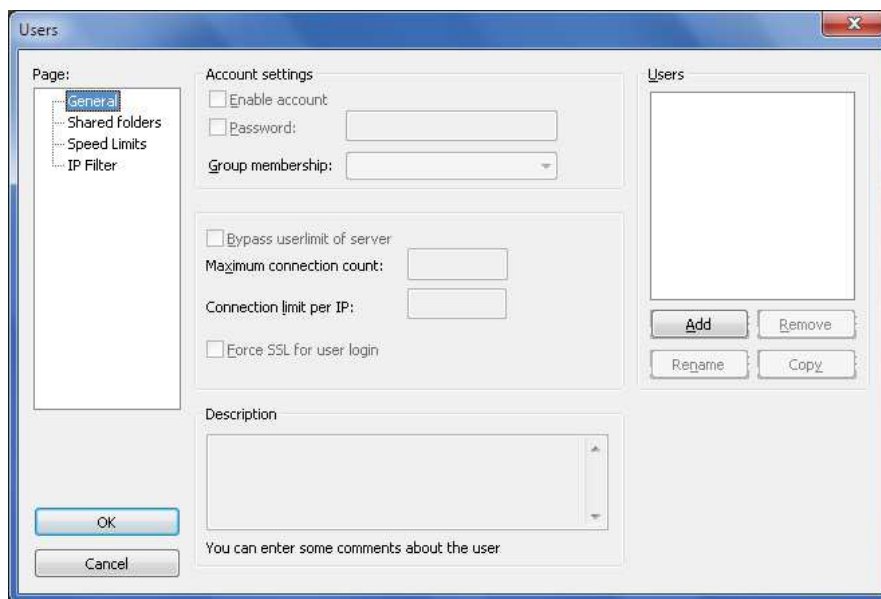 Users
Page:
General
Shared folders
Speed Limits
IP Filter
OK
Cancel
Account settings
Enable account
Password:
Group membership:
Bypass userlimit of server
Maximum connection count:
Connection limit per IP:
Force SSL for user login
Description
You can enter some comments about the user
Users
Add
Remove
Rename
Copy